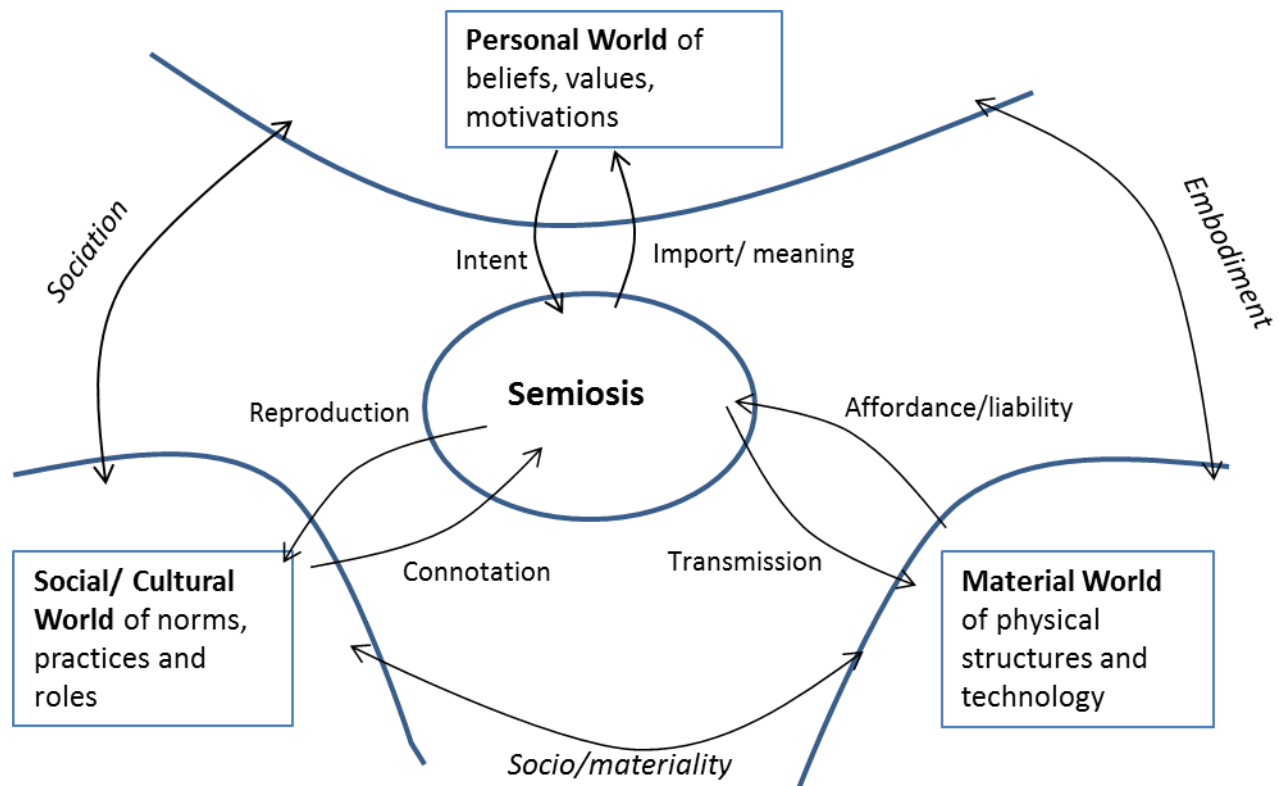 Personal World of
beliefs, values,
motivations
Sociation
Embodiment
Intent
Import/ meaning
Semiosis
Reproduction
Affordance/liability
Connotation
Transmission
Social/ Cultural
World of norms,
practices and
roles
Material World
of physical
structures and
technology
Socio/materiality